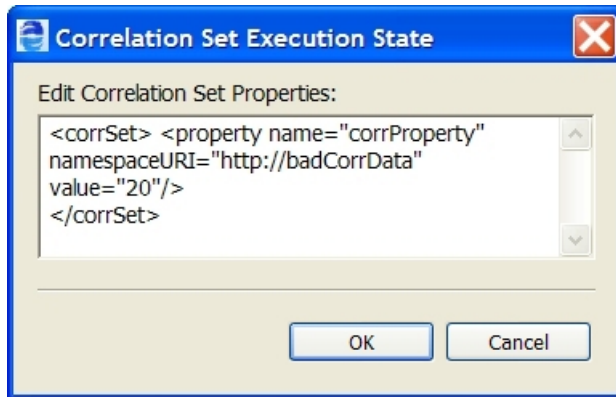 Correlation Set Execution State
Edit Correlation Set Properties:
<corrSet> <property name="corrProperty"
namespaceURI="http://badCorrData"
value="20"/>
</corrSet>
OK Cancel